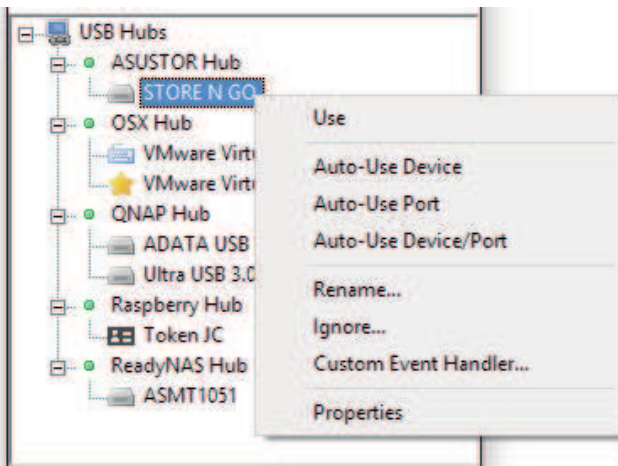 USB Hubs
ASUSTOR Hub
STORE N GO
OSX Hub
VMware Virt
VMware Virt
QNAP Hub
ADATA USB
Ultra USB 3.0
Raspberry Hub
Token JC
ReadyNAS Hub
ASMT1051
Use
Auto-Use Device
Auto-Use Port
Auto-Use Device/Port
Rename...
Ignore...
Custom Event Handler...
Properties